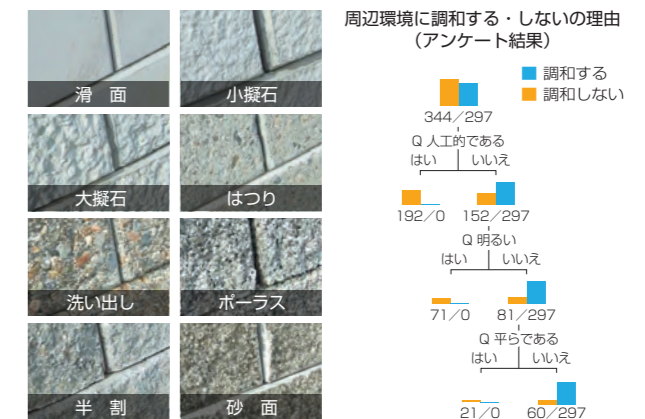 滑 面
小擬石
大擬石
はつり
洗い出し
ポーラス
半 割
砂 面
周辺環境に調和する・しないの理由
（アンケート結果）
調和する
調和しない
344／297
Q 人工的である
はい いいえ
192／0 152／297
Q 明るい
はい いいえ
71／0 81／297
Q 平らである
はい いいえ
21／0 60／297